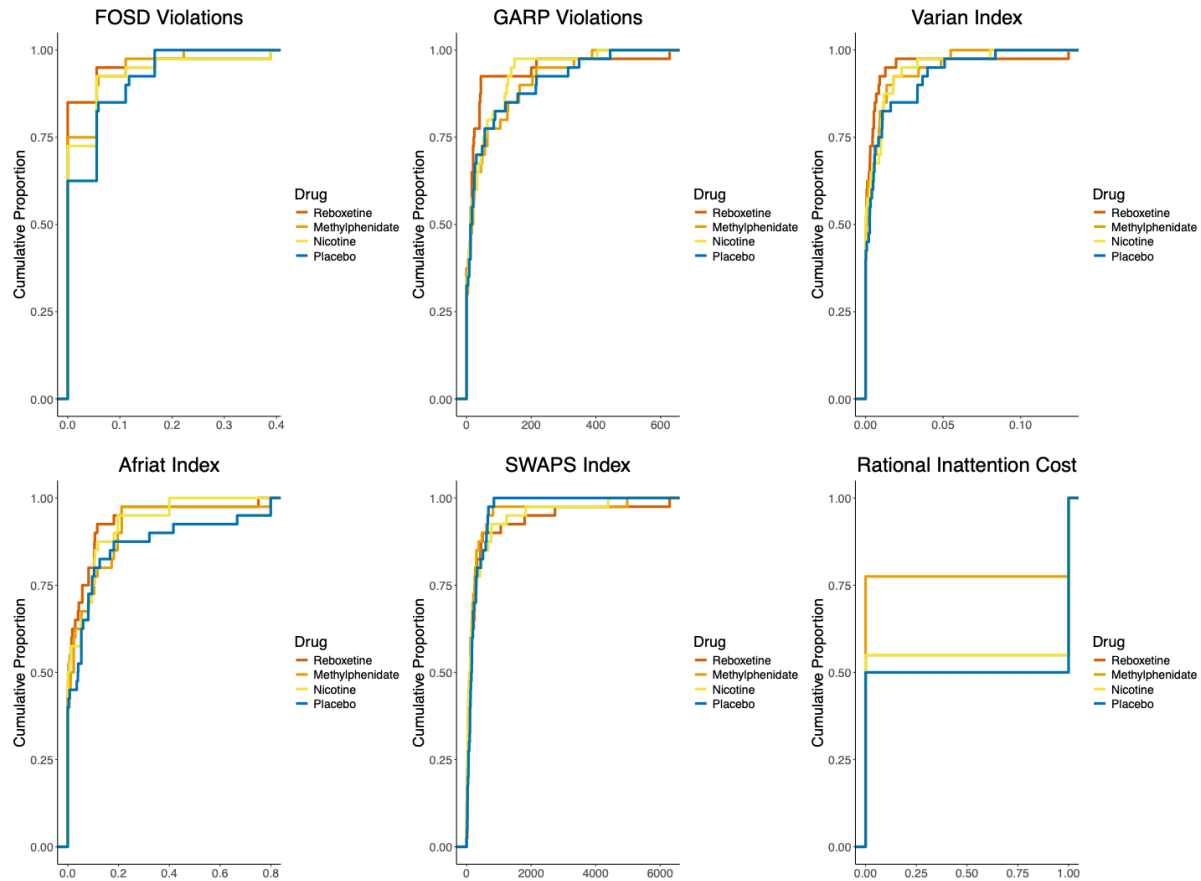 FOSD Violations
Cumulative Proportion
1.00
0.75
0.50
0.25
0.00
0.0 0.1 0.2 0.3 0.4
Drug
Reboxetine
Methylphenidate
Nicotine
Placebo
GARP Violations
Cumulative Proportion
1.00
0.75
0.50
0.25
0.00
0 200 400 600
Drug
Reboxetine
Methylphenidate
Nicotine
Placebo
Varian Index
Cumulative Proportion
1.00
0.75
0.50
0.25
0.00
0.00 0.05 0.10
Drug
Reboxetine
Methylphenidate
Nicotine
Placebo
Afriat Index
Cumulative Proportion
1.00
0.75
0.50
0.25
0.00
0.0 0.2 0.4 0.6 0.8
Drug
Reboxetine
Methylphenidate
Nicotine
Placebo
SWAPS Index
Cumulative Proportion
1.00
0.75
0.50
0.25
0.00
0 2000 4000 6000
Drug
Reboxetine
Methylphenidate
Nicotine
Placebo
Rational Inattention Cost
Cumulative Proportion
1.00
0.75
0.50
0.25
0.00
0.00 0.25 0.50 0.75 1.00
Drug
Reboxetine
Methylphenidate
Nicotine
Placebo